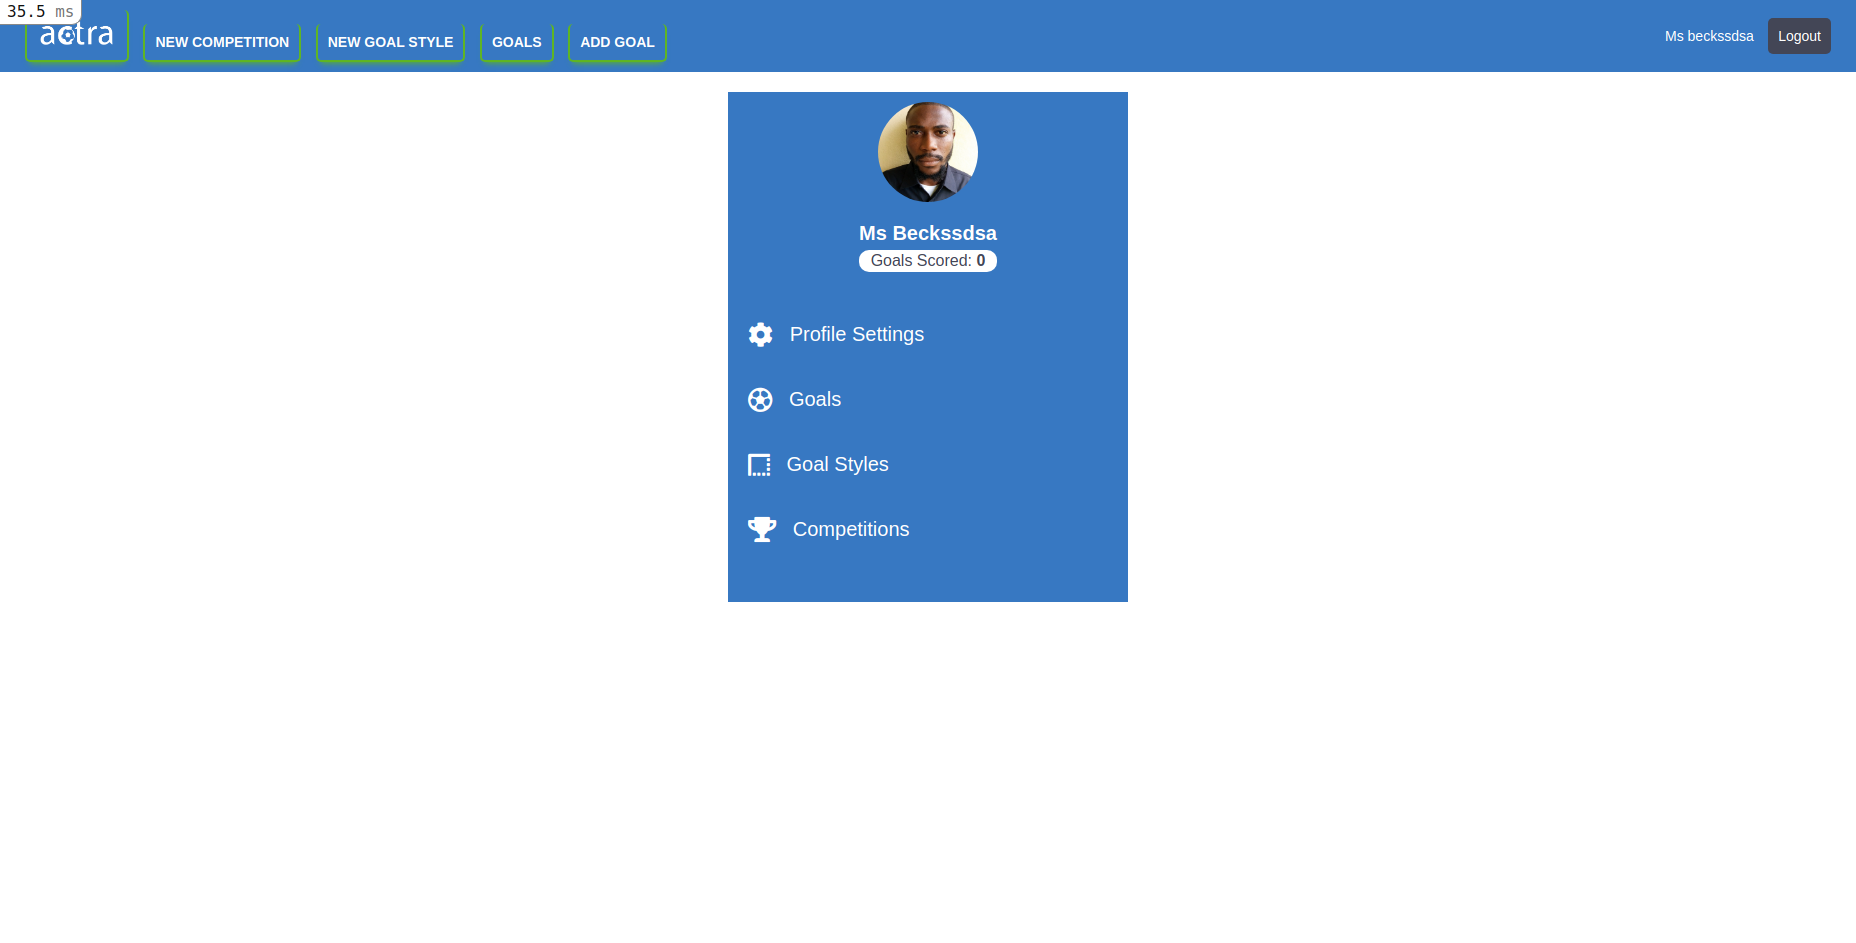 35.5 ms
actra
NEW COMPETITION
NEW GOAL STYLE
GOALS
ADD GOAL
Ms beckssdsa
Logout
Ms Beckssdsa
Goals Scored: 0
Profile Settings
Goals
Goal Styles
Competitions